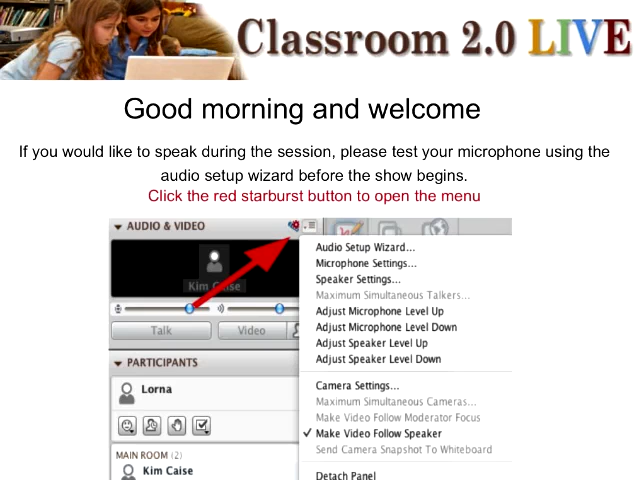 Classroom 2.0 LIVE
Good morning and welcome
If you would like to speak during the session, please test your microphone using the
audio setup wizard before the show begins.
Click the red starburst button to open the menu
AUDIO & VIDEO
Kim Caise
Talk
Video
PARTICIPANTS
Lorna
MAIN ROOM (2)
Kim Caise
Audio Setup Wizard...
Microphone Settings...
Speaker Settings...
Maximum Simultaneous Talkers...
Adjust Microphone Level Up
Adjust Microphone Level Down
Adjust Speaker Level Up
Adjust Speaker Level Down
Camera Settings...
Maximum Simultaneous Cameras...
Make Video Follow Moderator Focus
✓ Make Video Follow Speaker
Send Camera Snapshot To Whiteboard
Detach Panel